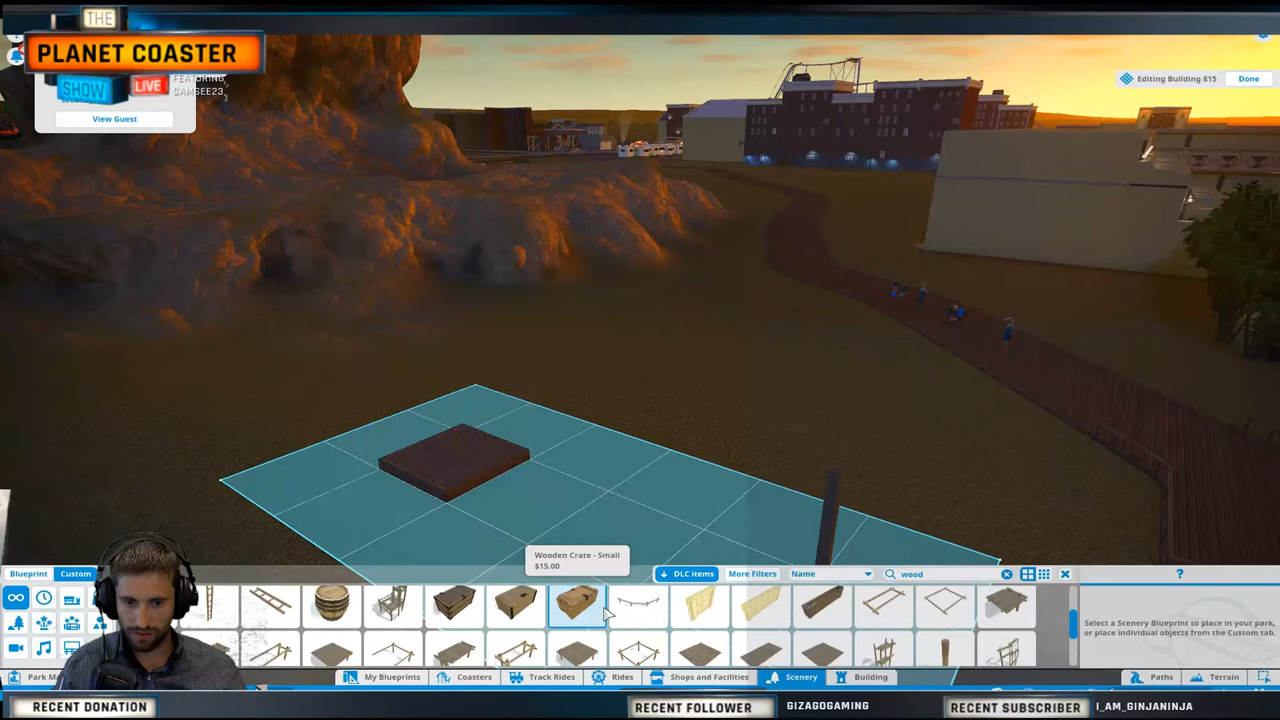 THE
PLANET COASTER
SHOW
LIVE
FEATURING
SAMSEE23
View Guest
Editing Building 815
Done
Wooden Crate - Small
$15.00
Blueprint
Custom
DLC items
More Filters
Name
wood
?
Select a Scenery Blueprint to place in your park,
or place individual objects from the Custom tab.
Park
My Blueprints
Coasters
Track Rides
Rides
Shops and Facilities
Scenery
Building
Paths
Terrain
RECENT DONATION
RECENT FOLLOWER
GIZAGOGAMING
RECENT SUBSCRIBER
I_AM_GINJANINJA